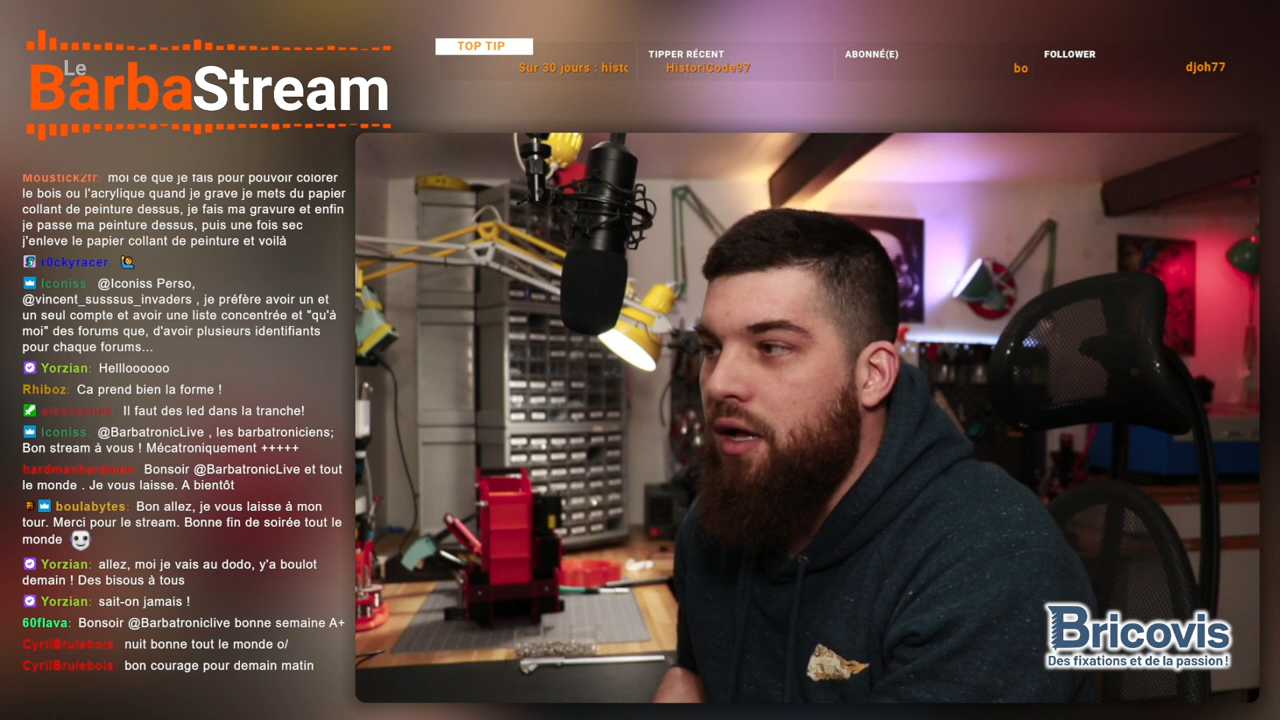 Le
BarbaStream
TOP TIP
Sur 30 jours : histo
TIPPER RÉCENT
HistoriCode97
ABONNÉ(E)
bo
FOLLOWER
djoh77
Moustick2fr: moi ce que je fais pour pouvoir colorer
le bois ou l'acrylique quand je grave je mets du papier
collant de peinture dessus, je fais ma gravure et enfin
je passe ma peinture dessus, puis une fois sec
j'enleve le papier collant de peinture et voilà
r0ckyracer:
Iconiss: @Iconiss Perso,
@vincent_susssus_invaders , je préfère avoir un et
un seul compte et avoir une liste concentrée et "qu'à
moi" des forums que, d'avoir plusieurs identifiants
pour chaque forums...
Yorzian: Hellloooooo
Rhiboz: Ca prend bien la forme !
Il faut des led dans la tranche!
Iconiss: @BarbatronicLive , les barbatroniciens;
Bon stream à vous ! Mécatroniquement +++++
hardmanhardman: Bonsoir @BarbatronicLive et tout
le monde . Je vous laisse. A bientôt
boulabytes: Bon allez, je vous laisse à mon
tour. Merci pour le stream. Bonne fin de soirée tout le
monde
Yorzian: allez, moi je vais au dodo, y'a boulot
demain ! Des bisous à tous
Yorzian: sait-on jamais !
60flava: Bonsoir @Barbatroniclive bonne semaine A+
CyrilBrulebois: nuit bonne tout le monde o/
CyrilBrulebois: bon courage pour demain matin
Bricovis
Des fixations et de la passion!